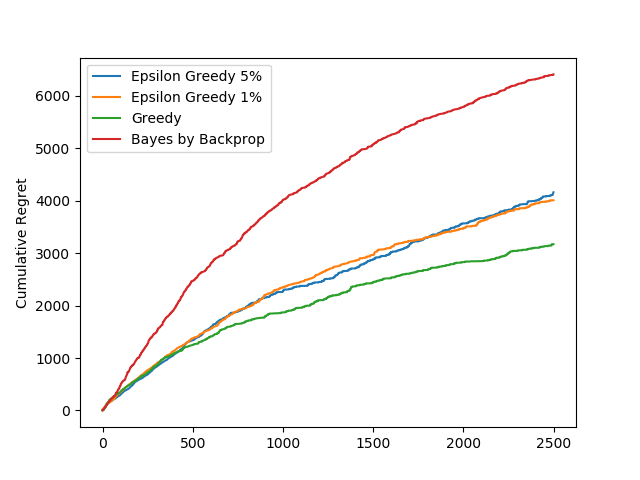 Epsilon Greedy 5%
Epsilon Greedy 1%
Greedy
Bayes by Backprop
Cumulative Regret
6000
5000
4000
3000
2000
1000
0
0 500 1000 1500 2000 2500